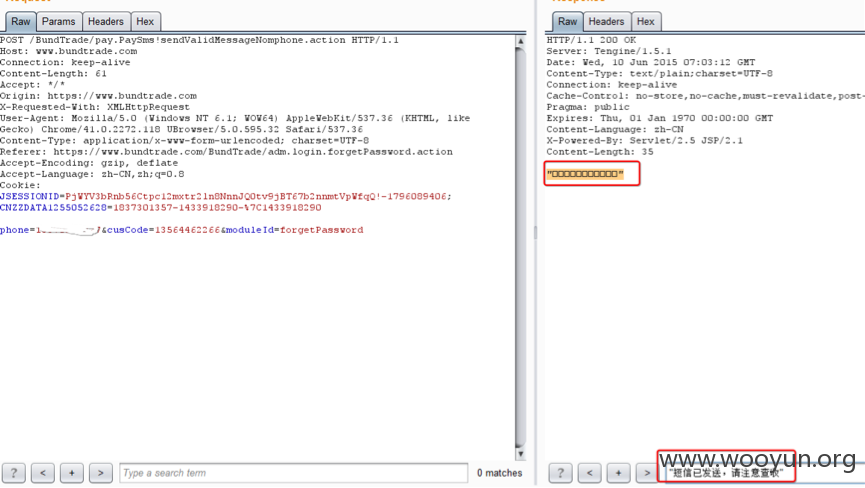 Raw Params Headers Hex
POST /BundTrade/pay.PaySms!sendValidMessageNomphone.action HTTP/1.1
Host: www.bundtrade.com
Connection: keep-alive
Content-Length: 61
Accept: */*
Origin: https://www.bundtrade.com
X-Requested-With: XMLHttpRequest
User-Agent: Mozilla/5.0 (Windows NT 6.1; WOW64) AppleWebKit/537.36 (KHTML, like
Gecko) Chrome/41.0.2272.118 UBrowser/5.0.595.32 Safari/537.36
Content-Type: application/x-www-form-urlencoded; charset=UTF-8
Referer: https://www.bundtrade.com/BundTrade/adm.login.forgetPassword.action
Accept-Encoding: gzip, deflate
Accept-Language: zh-CN,zh;q=0.8
Cookie:
CNZZDATA1255052628=1837301357-1433918290-%7C1433918290
&cusCode=13564462266&moduleId=forgetPassword
? < + > Type a search term 0 matches
Raw Headers Hex
HTTP/1.1 200 OK
Server: Tengine/1.5.1
Date: Wed, 10 Jun 2015 07:03:12 GMT
Content-Type: text/plain;charset=UTF-8
Connection: keep-alive
Cache-Control: no-store,no-cache,must-revalidate,post-
Pragma: public
Expires: Thu, 01 Jan 1970 00:00:00 GMT
Content-Language: zh-CN
X-Powered-By: Servlet/2.5 JSP/2.1
Content-Length: 35
"□□□□□□□□□□□"
? < + > "短信已发送，请注意查收"
www.wooyun.org